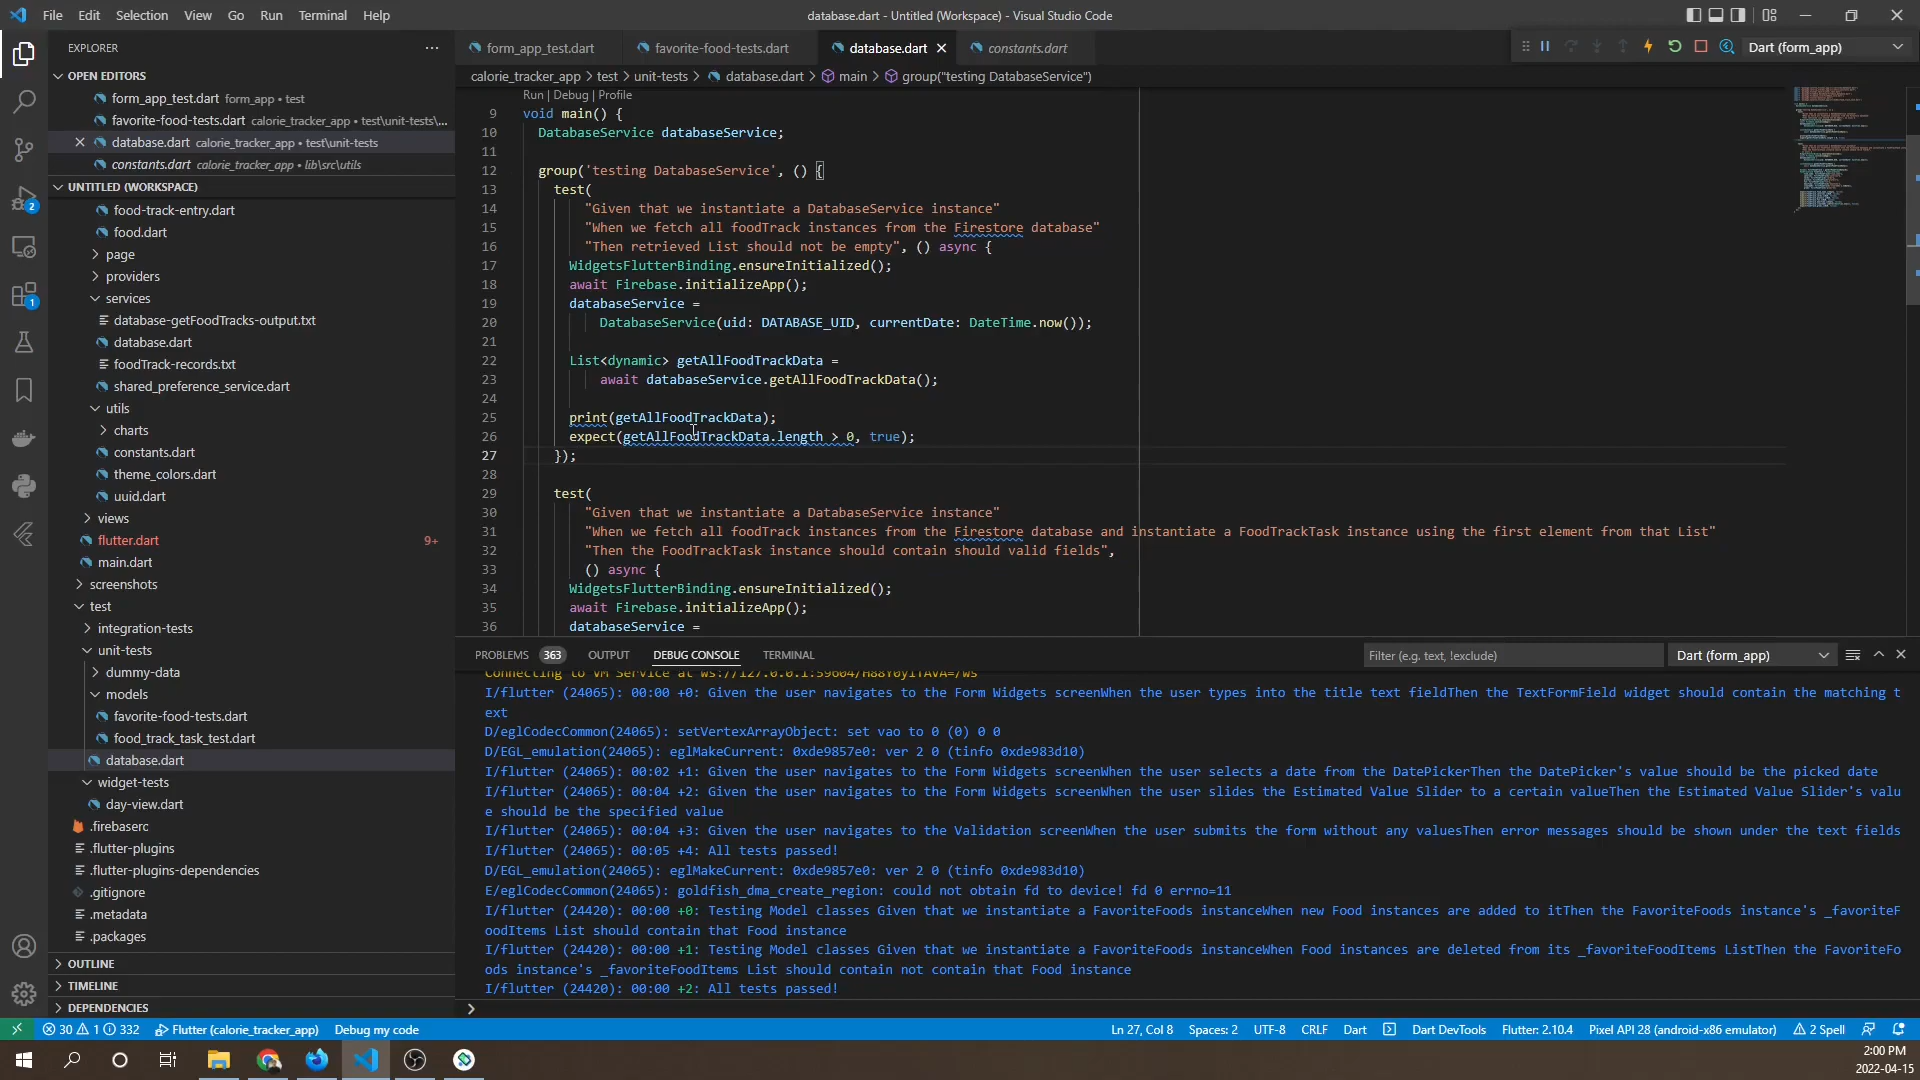 File Edit Selection View Go Run Terminal Help
database.dart - Untitled (Workspace) - Visual Studio Code
EXPLORER
OPEN EDITORS
form_app_test.dart form_app • test
favorite-food-tests.dart calorie_tracker_app • test\unit-tests\...
database.dart calorie_tracker_app • test\unit-tests
constants.dart calorie_tracker_app • lib\src\utils
UNTITLED (WORKSPACE)
food-track-entry.dart
food.dart
page
providers
services
database-getFoodTracks-output.txt
database.dart
foodTrack-records.txt
shared_preference_service.dart
utils
charts
constants.dart
theme_colors.dart
uuid.dart
views
flutter.dart 9+
main.dart
screenshots
test
integration-tests
unit-tests
dummy-data
models
favorite-food-tests.dart
food_track_task_test.dart
database.dart
widget-tests
day-view.dart
.firebaserc
.flutter-plugins
.flutter-plugins-dependencies
.gitignore
.metadata
.packages
OUTLINE
TIMELINE
DEPENDENCIES
2
1
form_app_test.dart favorite-food-tests.dart database.dart constants.dart
Dart (form_app)
calorie_tracker_app > test > unit-tests > database.dart > main > group("testing DatabaseService")
Run | Debug | Profile
9 void main() {
10 DatabaseService databaseService;
11
12 group('testing DatabaseService', () {
13 test(
14 "Given that we instantiate a DatabaseService instance"
15 "When we fetch all foodTrack instances from the Firestore database"
16 "Then retrieved List should not be empty", () async {
17 WidgetsFlutterBinding.ensureInitialized();
18 await Firebase.initializeApp();
19 databaseService =
20 DatabaseService(uid: DATABASE_UID, currentDate: DateTime.now());
21
22 List<dynamic> getAllFoodTrackData =
23 await databaseService.getAllFoodTrackData();
24
25 print(getAllFoodTrackData);
26 expect(getAllFoodTrackData.length > 0, true);
27 });
28
29 test(
30 "Given that we instantiate a DatabaseService instance"
31 "When we fetch all foodTrack instances from the Firestore database and instantiate a FoodTrackTask instance using the first element from that List"
32 "Then the FoodTrackTask instance should contain should valid fields",
33 () async {
34 WidgetsFlutterBinding.ensureInitialized();
35 await Firebase.initializeApp();
36 databaseService =
PROBLEMS 363 OUTPUT DEBUG CONSOLE TERMINAL
Filter (e.g. text, !exclude)
Dart (form_app)
I/flutter (24065): 00:00 +0: Given the user navigates to the Form Widgets screenWhen the user types into the title text fieldThen the TextFormField widget should contain the matching t
ext
D/eglCodecCommon(24065): setVertexArrayObject: set vao to 0 (0) 0 0
D/EGL_emulation(24065): eglMakeCurrent: 0xde9857e0: ver 2 0 (tinfo 0xde983d10)
I/flutter (24065): 00:02 +1: Given the user navigates to the Form Widgets screenWhen the user selects a date from the DatePickerThen the DatePicker's value should be the picked date
I/flutter (24065): 00:04 +2: Given the user navigates to the Form Widgets screenWhen the user slides the Estimated Value Slider to a certain valueThen the Estimated Value Slider's valu
e should be the specified value
I/flutter (24065): 00:04 +3: Given the user navigates to the Validation screenWhen the user submits the form without any valuesThen error messages should be shown under the text fields
I/flutter (24065): 00:05 +4: All tests passed!
D/EGL_emulation(24065): eglMakeCurrent: 0xde9857e0: ver 2 0 (tinfo 0xde983d10)
E/eglCodecCommon(24065): goldfish_dma_create_region: could not obtain fd to device! fd 0 errno=11
I/flutter (24420): 00:00 +0: Testing Model classes Given that we instantiate a FavoriteFoods instanceWhen new Food instances are added to itThen the FavoriteFoods instance's _favoriteF
oodItems List should contain that Food instance
I/flutter (24420): 00:00 +1: Testing Model classes Given that we instantiate a FavoriteFoods instanceWhen Food instances are deleted from its _favoriteFoodItems ListThen the FavoriteFo
ods instance's _favoriteFoodItems List should contain not contain that Food instance
I/flutter (24420): 00:00 +2: All tests passed!
30 1 332 Flutter (calorie_tracker_app) Debug my code
Ln 27, Col 8 Spaces: 2 UTF-8 CRLF Dart Dart DevTools Flutter: 2.10.4 Pixel API 28 (android-x86 emulator) 2 Spell
2:00 PM
2022-04-15